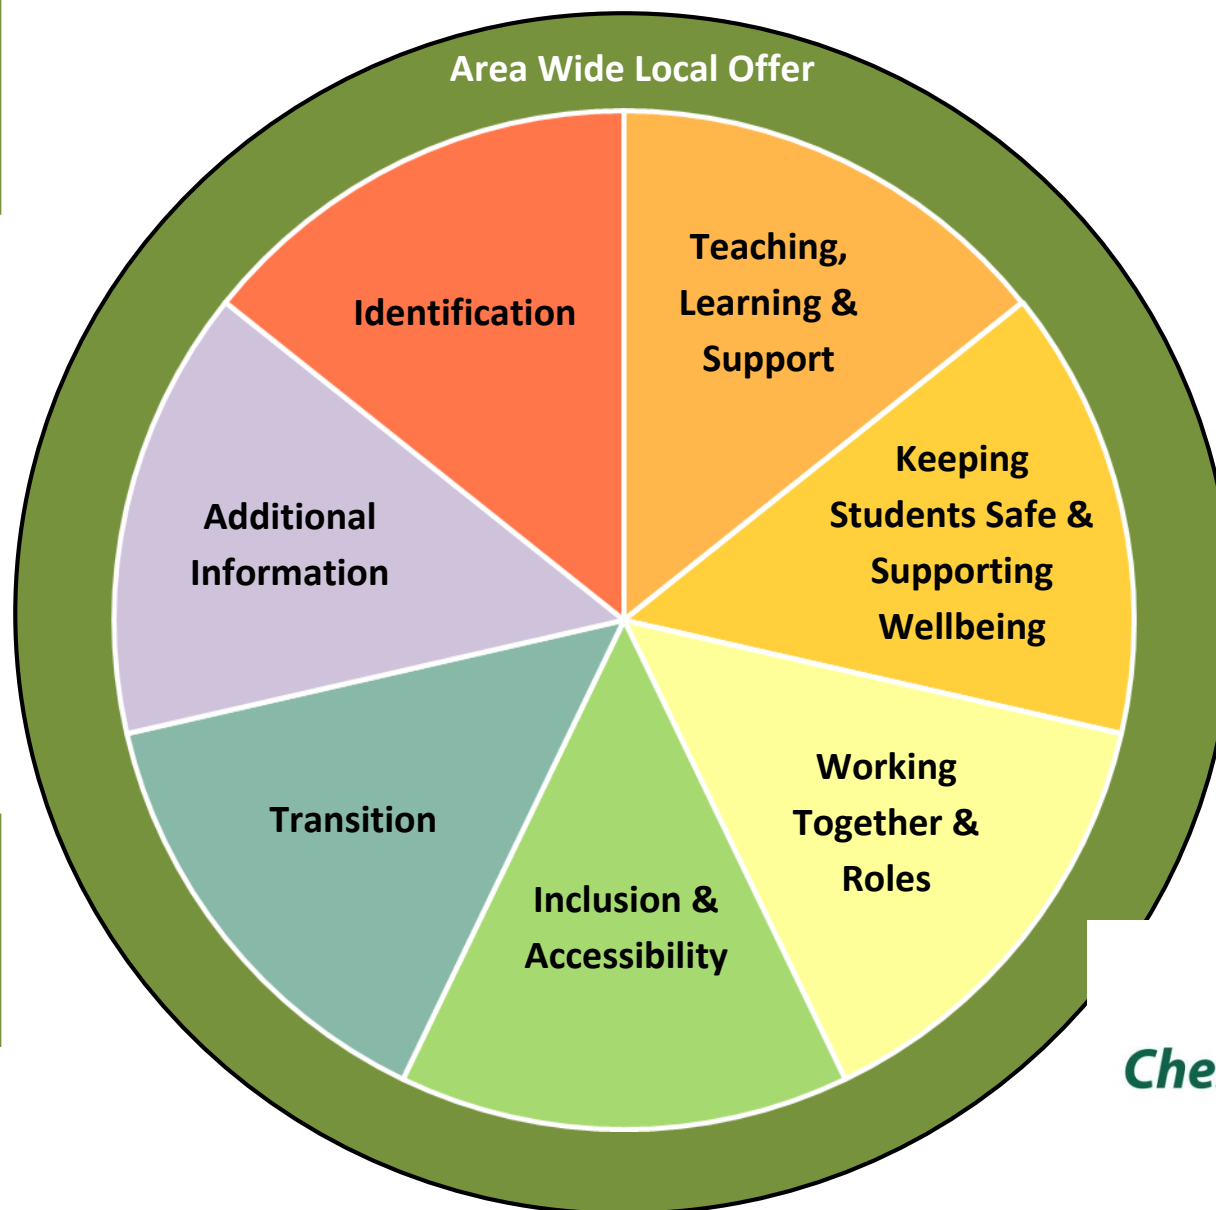 Area Wide Local Offer
Identification
Teaching,
Learning &
Support
Keeping
Students Safe &
Supporting
Wellbeing
Working
Together &
Roles
Inclusion &
Accessibility
Transition
Additional
Information